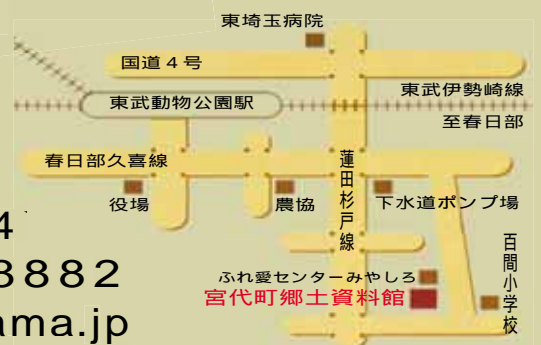 東埼玉病院
国道４号
東武伊勢崎線
東武動物公園駅
至春日部
春日部久喜線
蓮田杉戸線
役場
農協
下水道ポンプ場
4
8882
ama.jp
百間小学校
ふれ愛センターみやしろ
宮代町郷土資料館